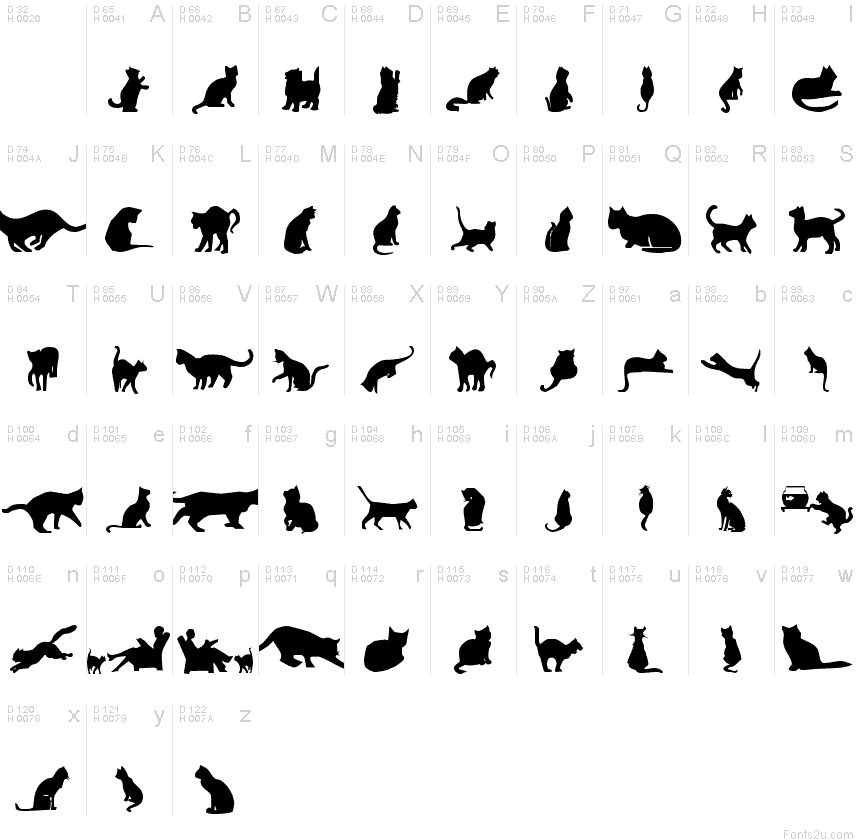 D 32 D 65 A D 66 B D 67 C D 68 D D 69 E D 70 F D 71 G D 72 H D 73 I
H 0020 H 0041 H 0042 H 0043 H 0044 H 0045 H 0046 H 0047 H 0048 H 0049
D 74 J D 75 K D 76 L D 77 M D 78 N D 79 O D 80 P D 81 Q D 82 R D 83 S
H 004A H 004B H 004C H 004D H 004E H 004F H 0050 H 0051 H 0052 H 0053
D 84 T D 85 U D 86 V D 87 W D 88 X D 89 Y D 90 Z D 97 a D 98 b D 99 c
H 0054 H 0055 H 0056 H 0057 H 0058 H 0059 H 005A H 0061 H 0062 H 0063
D 100 d D 101 e D 102 f D 103 g D 104 h D 105 i D 106 j D 107 k D 108 l D 109 m
H 0064 H 0065 H 0066 H 0067 H 0068 H 0069 H 006A H 006B H 006C H 006D
D 110 n D 111 o D 112 p D 113 q D 114 r D 115 s D 116 t D 117 u D 118 v D 119 w
H 006E H 006F H 0070 H 0071 H 0072 H 0073 H 0074 H 0075 H 0076 H 0077
D 120 x D 121 y D 122 z
H 0078 H 0079 H 007A
Fonts2u.com